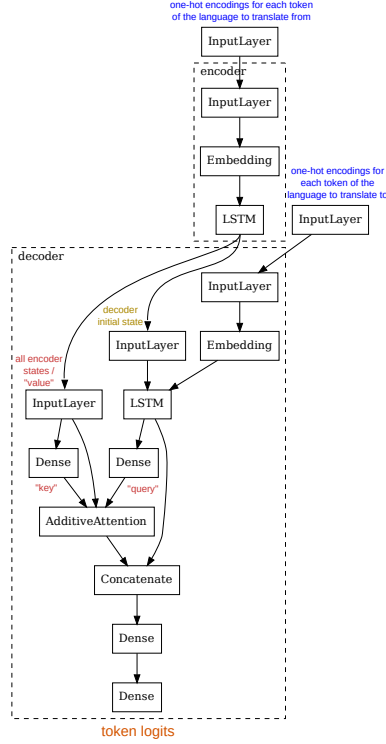 one-hot encodings for each token
of the language to translate from
InputLayer
encoder
InputLayer
Embedding
one-hot encodings for
each token of the
language to translate to
LSTM
InputLayer
decoder
InputLayer
decoder
initial state
InputLayer
Embedding
all encoder
states /
"value"
InputLayer
LSTM
Dense
Dense
"key"
"query"
AdditiveAttention
Concatenate
Dense
Dense
token logits